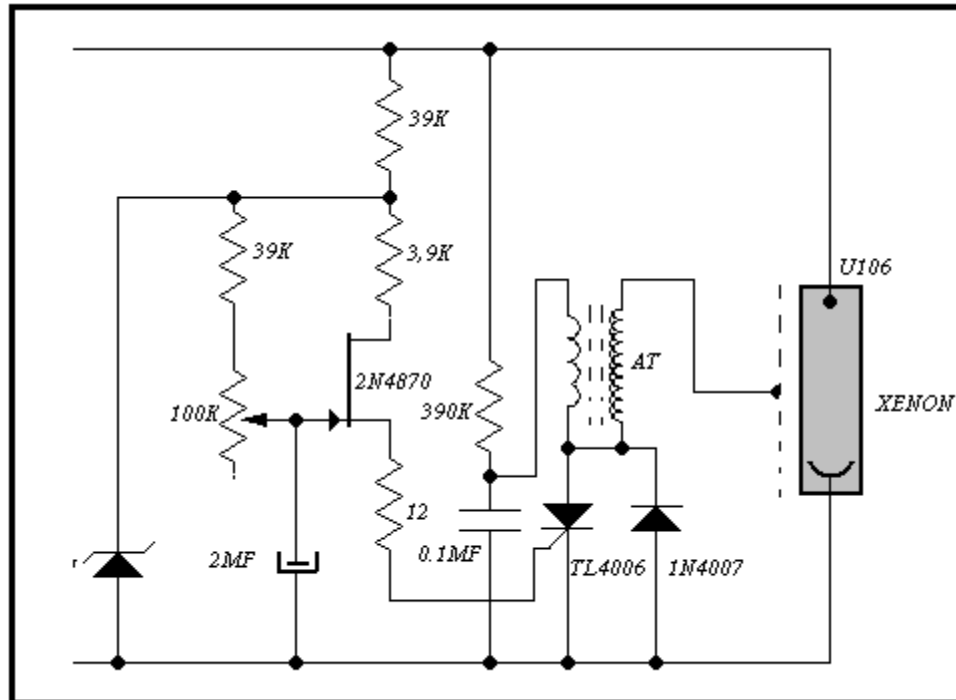 39K
39K
3,9K
U106
2N4870
AT
100K
390K
XENON
12
2MF
0.1MF
TL4006
1N4007